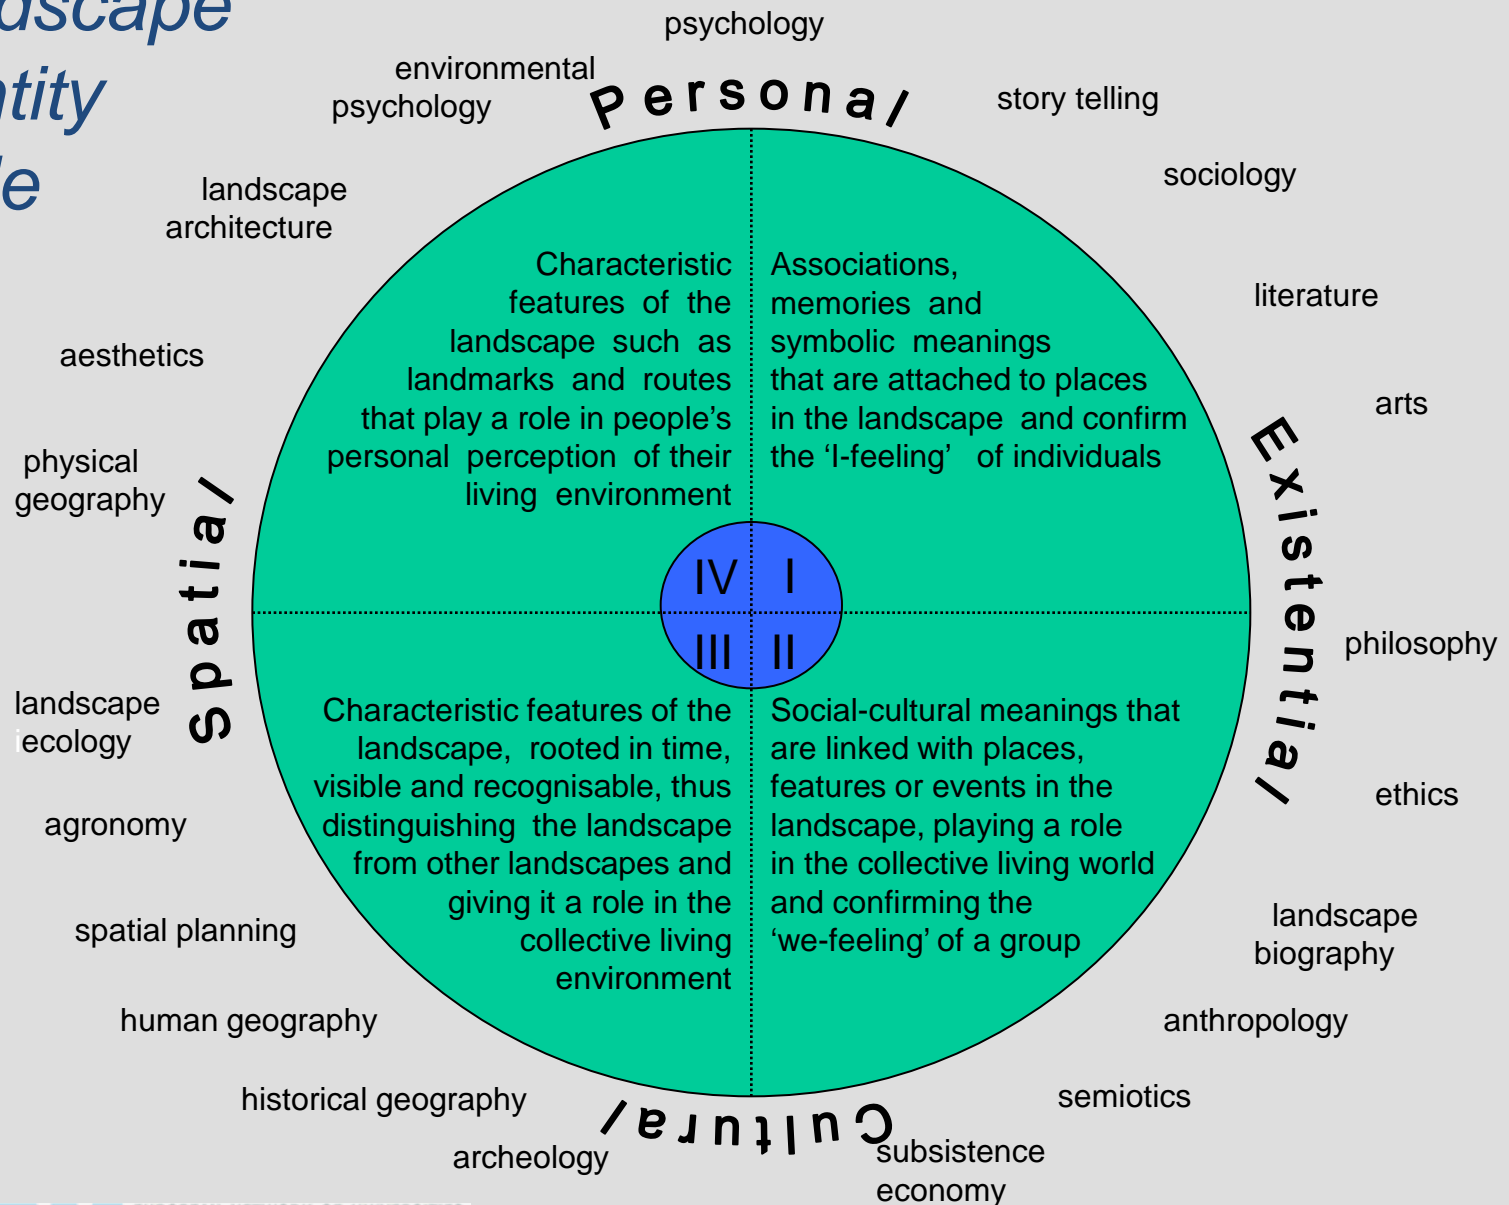 dscape
ntity
le
psychology
environmental
psychology
Personal
story telling
sociology
landscape
architecture
literature
aesthetics
arts
physical
geography
Spatial
Existential
Characteristic
features of the
landscape such as
landmarks and routes
that play a role in people's
personal perception of their
living environment
Associations,
memories and
symbolic meanings
that are attached to places
in the landscape and confirm
the 'I-feeling' of individuals
IV
I
III
II
philosophy
landscape
iecology
Characteristic features of the
landscape, rooted in time,
visible and recognisable, thus
distinguishing the landscape
from other landscapes and
giving it a role in the
collective living
environment
Social-cultural meanings that
are linked with places,
features or events in the
landscape, playing a role
in the collective living world
and confirming the
'we-feeling' of a group
agronomy
ethics
spatial planning
landscape
biography
human geography
anthropology
historical geography
semiotics
Cultural
archeology
subsistence
economy